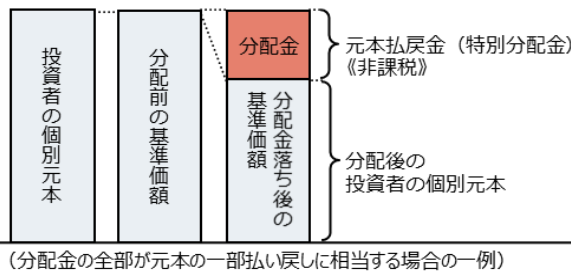 投資者の個別元本
分配前の基準価額
分配金
分配金落ち後の
基準価額
元本払戻金（特別分配金）
《非課税》
分配後の
投資者の個別元本
（分配金の全部が元本の一部払い戻しに相当する場合の一例）